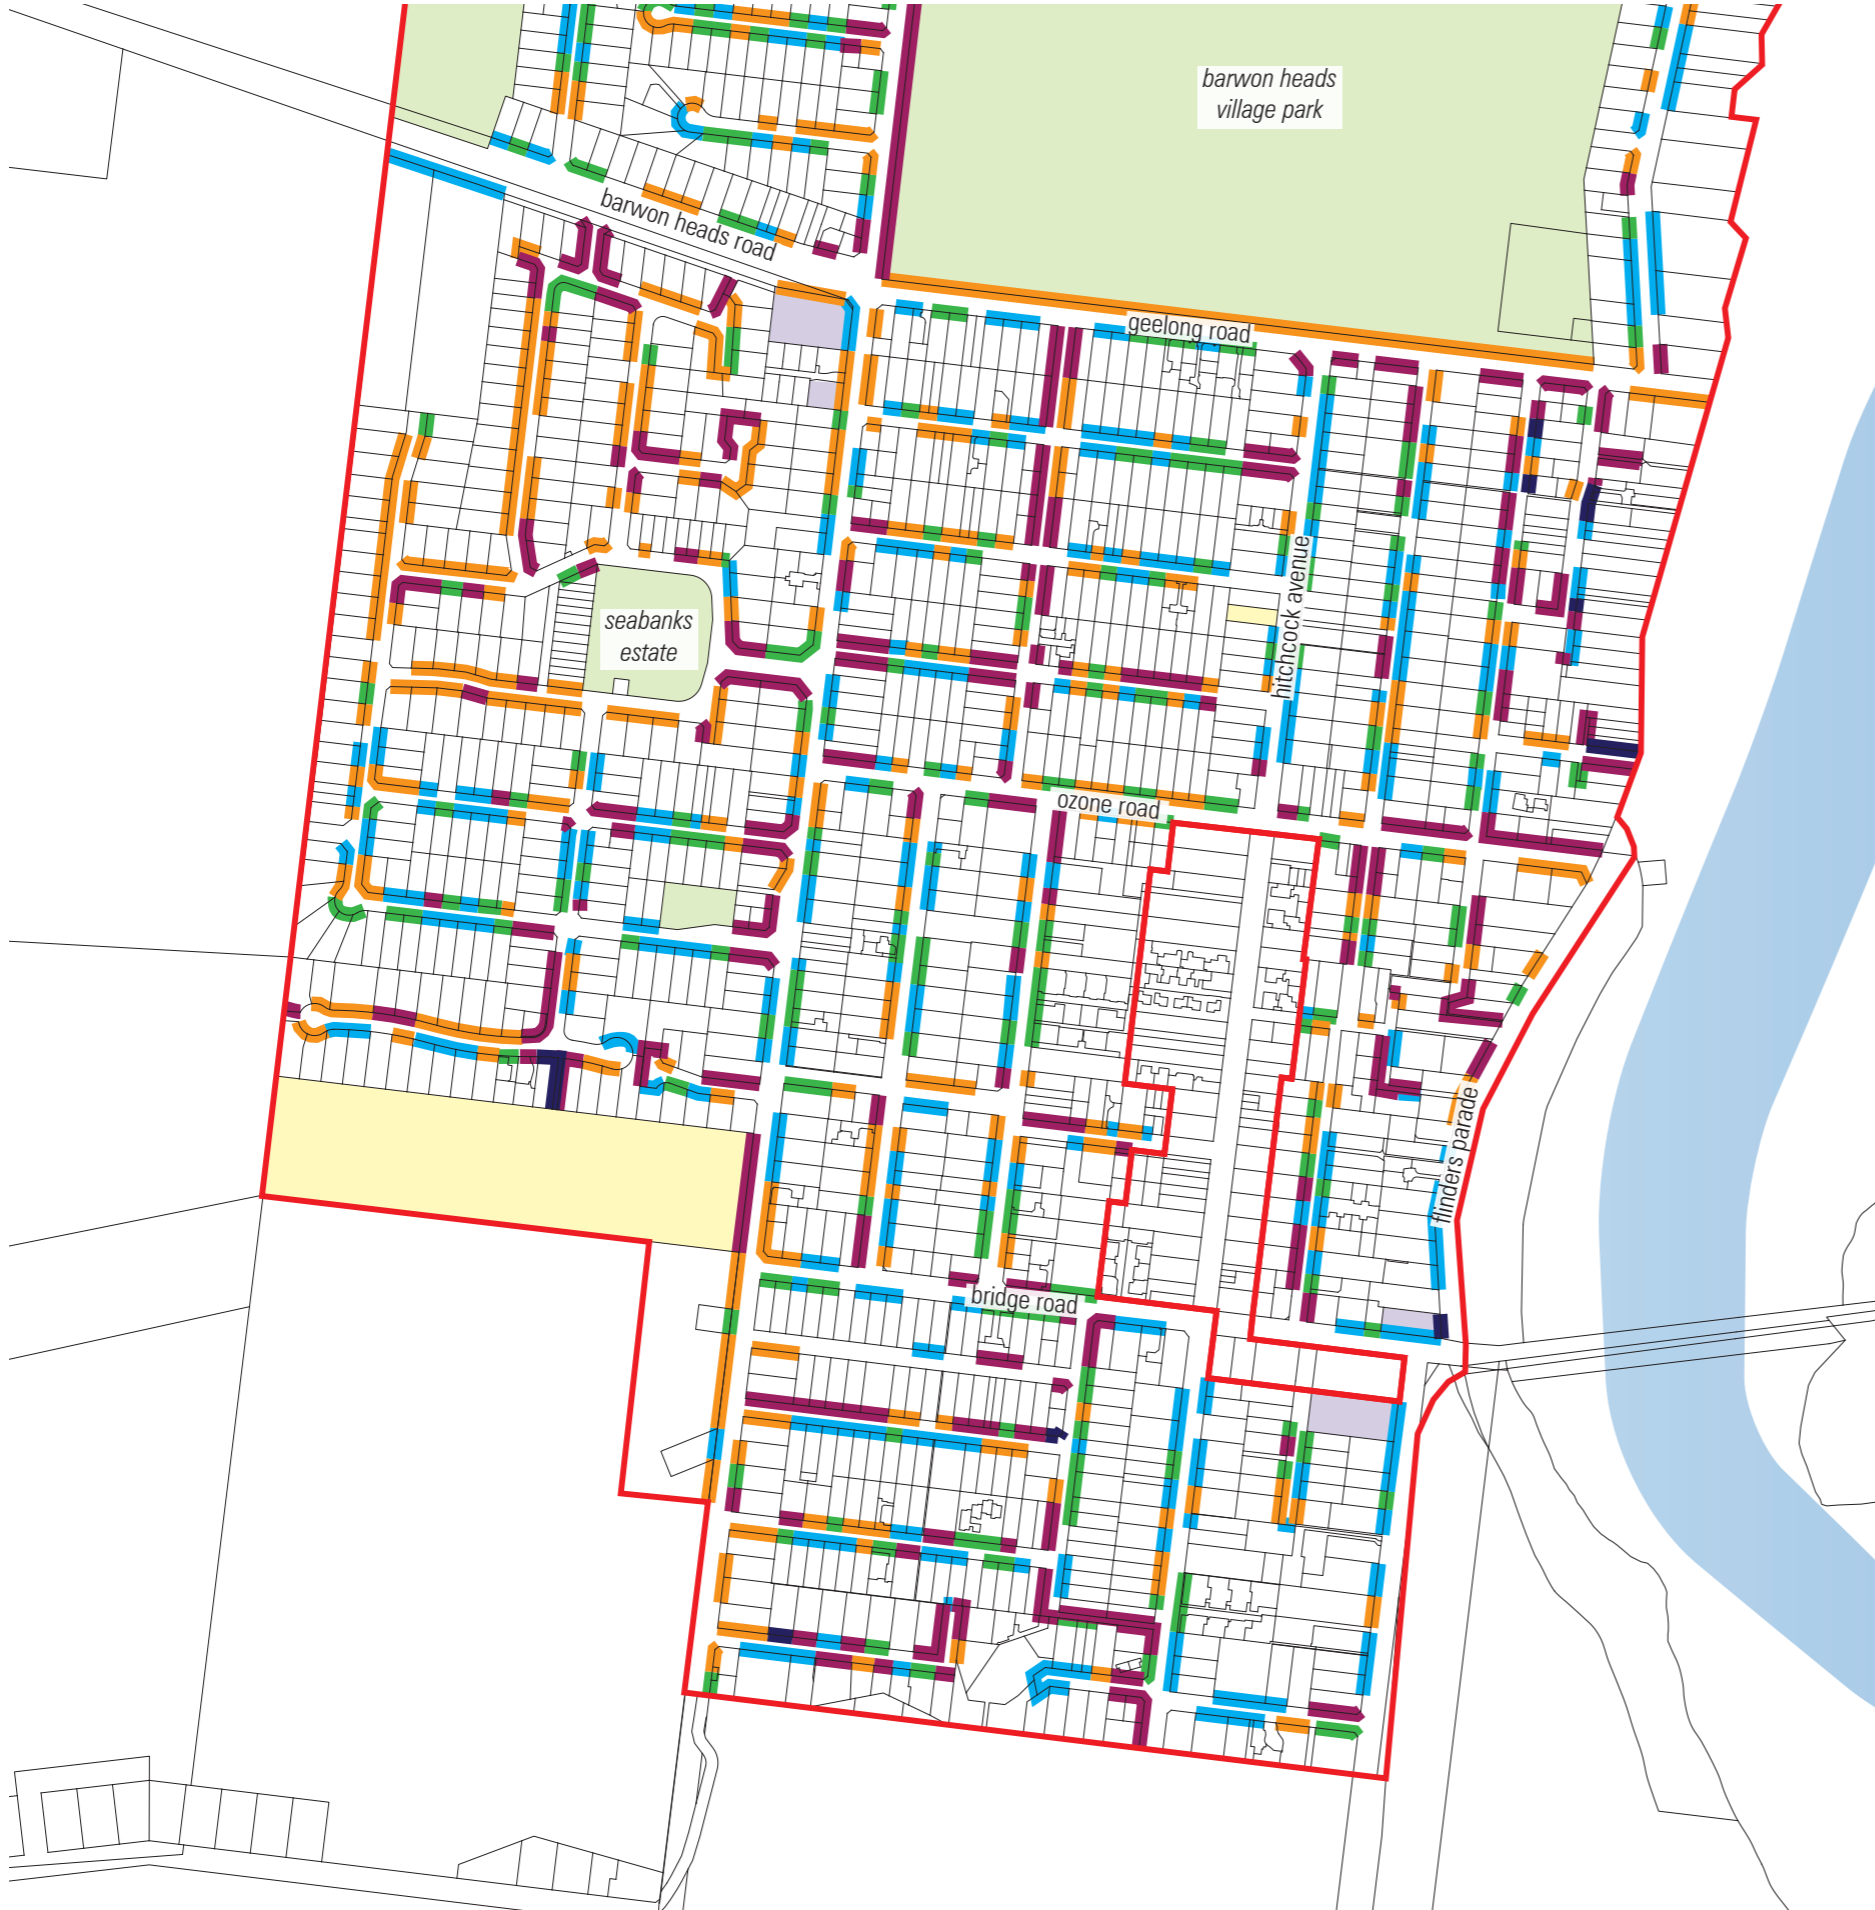 barwon heads
village park
barwon heads road
geelong road
hitchcock avenue
seabanks
estate
ozone road
flinders parade
bridge road